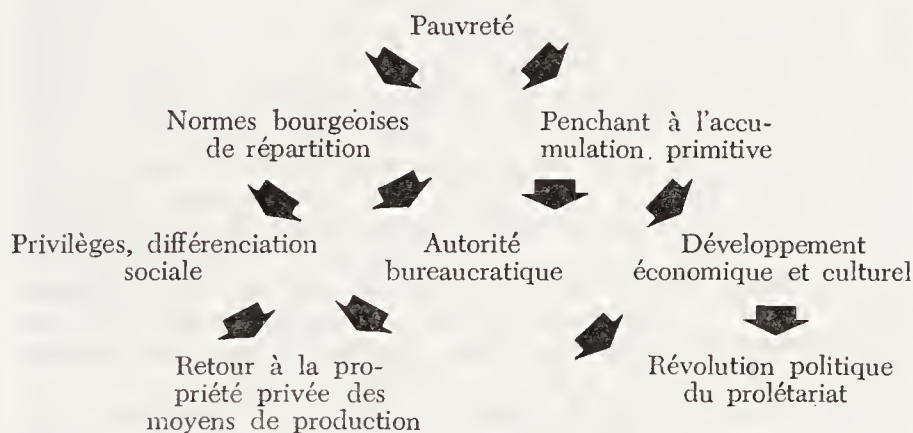 Pauvreté
Normes bourgeoises
de répartition
Penchant à l'accu-
mulation. primitive
Privilèges, différenciation
sociale
Autorité
bureaucratique
Développement
économique et culturel
Retour à la pro-
priété privée des
moyens de production
Révolution politique
du prolétariat